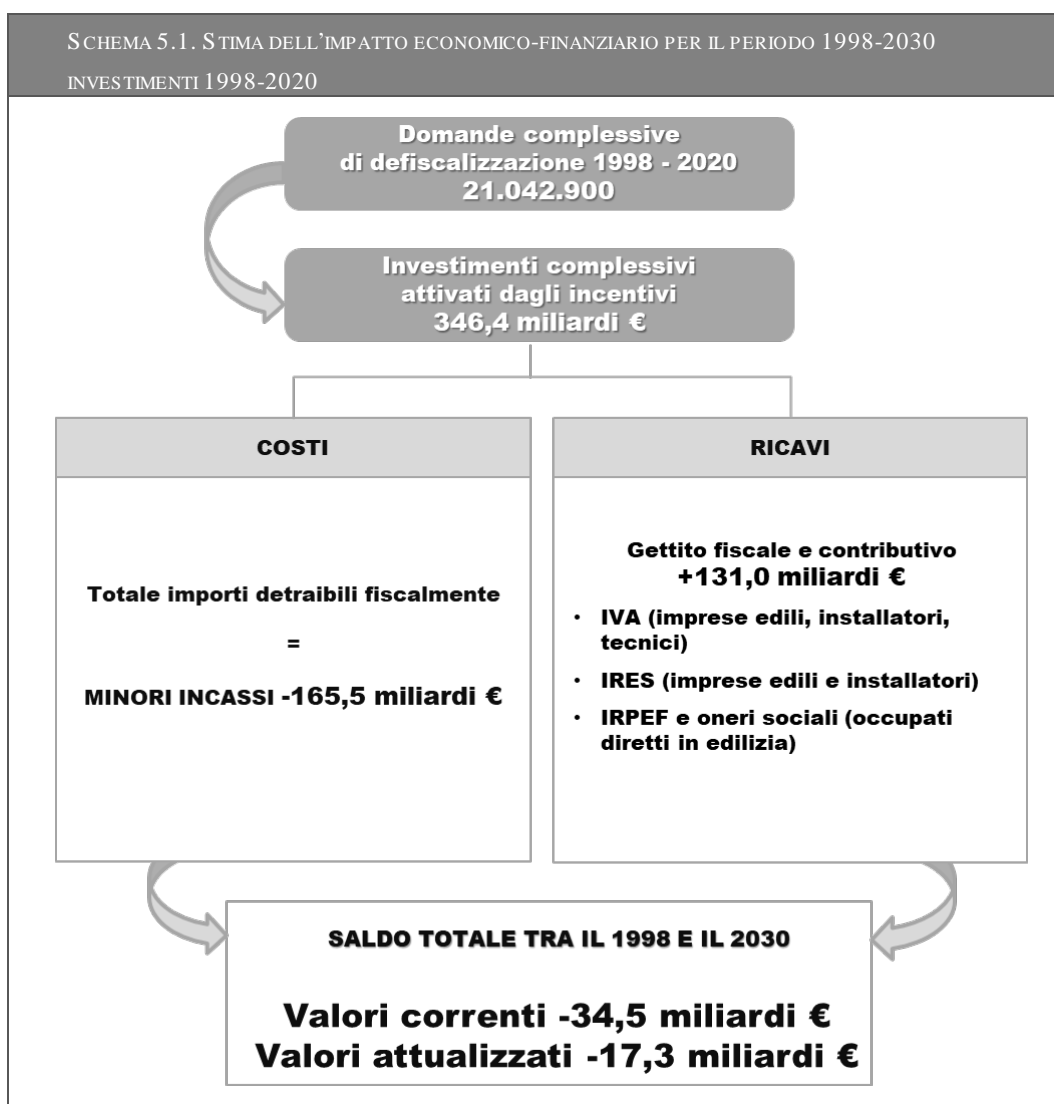 SCHEMA 5.1. STIMA DELL'IMPATTO ECONOMICO-FINANZIARIO PER IL PERIODO 1998-2030
INVESTIMENTI 1998-2020
Domande complessive
di defiscalizzazione 1998 - 2020
21.042.900
Investimenti complessivi
attivati dagli incentivi
346,4 miliardi €
COSTI
Totale importi detraibili fiscalmente
=
MINORI INCASSI -165,5 miliardi €
RICAVI
Gettito fiscale e contributivo
+131,0 miliardi €
• IVA (imprese edili, installatori,
tecnici)
• IRES (imprese edili e installatori)
• IRPEF e oneri sociali (occupati
diretti in edilizia)
SALDO TOTALE TRA IL 1998 E IL 2030
Valori correnti -34,5 miliardi €
Valori attualizzati -17,3 miliardi €